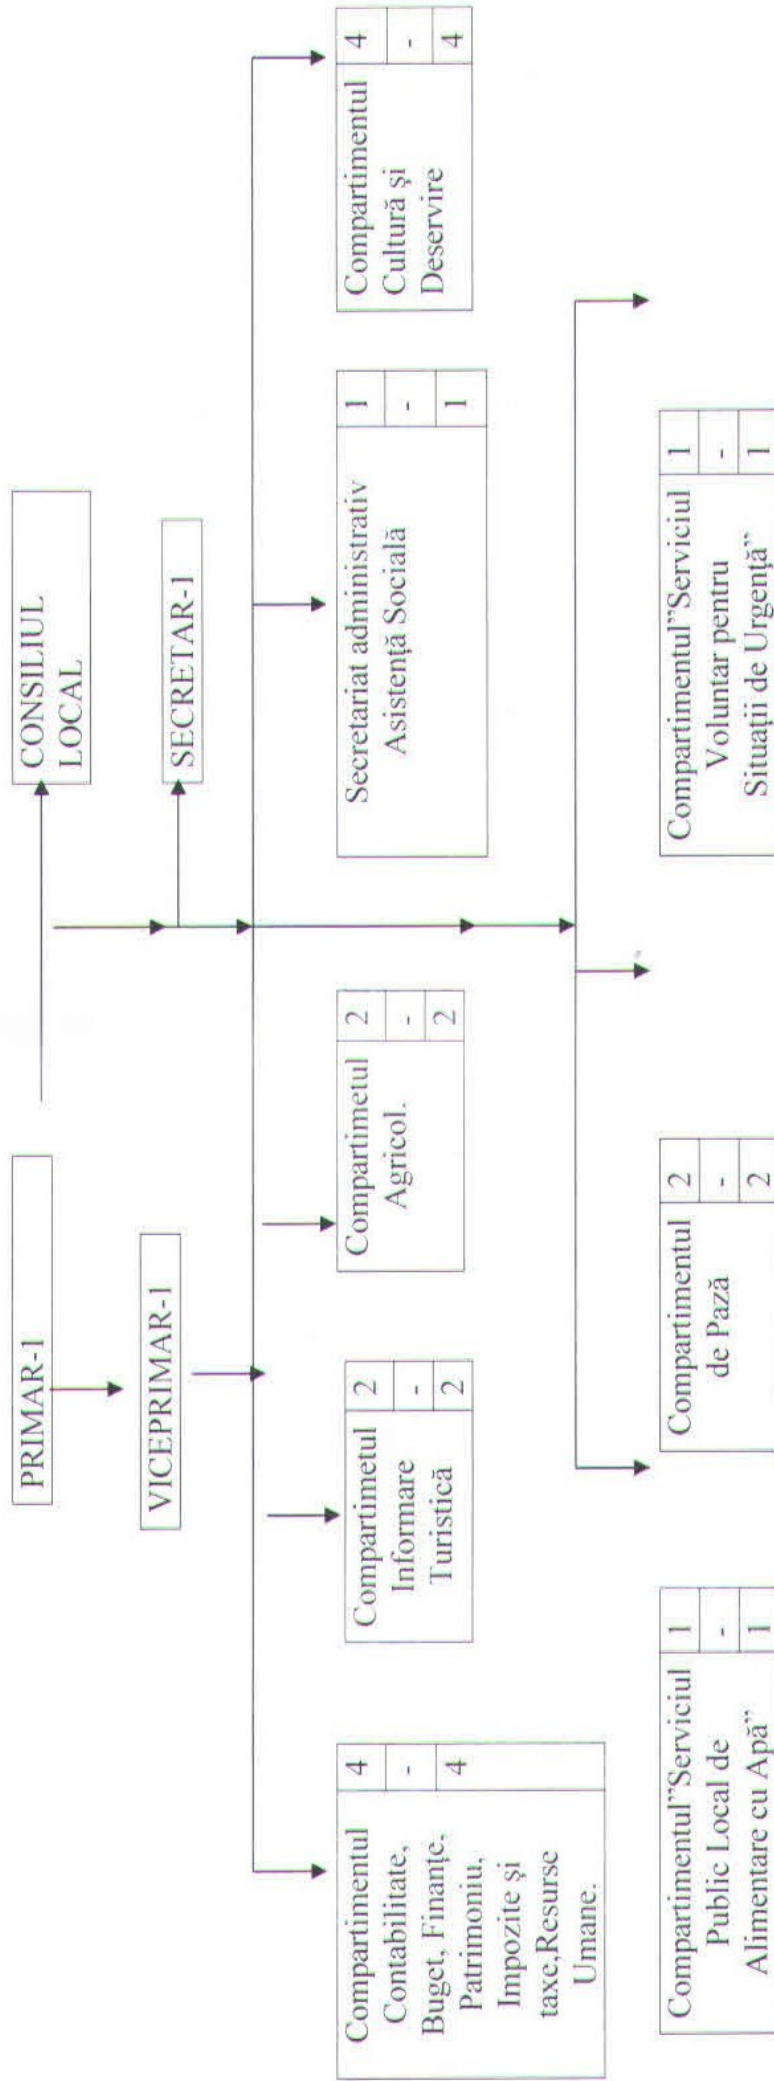 PRIMAR-1
CONSILIUL
LOCAL
VICEPRIMAR-1
SECRETAR-1
Compartimentul
Contabilitate,
Buget, Finanțe,
Patrimoniu,
Impozite și
taxe,Resurse
Umane.
4
-
4
Compartimetul
Informare
Turistică
2
-
2
Compartimetul
Agricol.
2
-
2
Secretariat administrativ
Asistență Socială
1
-
1
Compartimentul
Cultură și
Deservire
4
-
4
Compartimentul”Serviciul
Public Local de
Alimentare cu Apă”
1
-
1
Compartimentul
de Pază
2
-
2
Compartimentul”Serviciul
Voluntar pentru
Situații de Urgență”
1
-
1